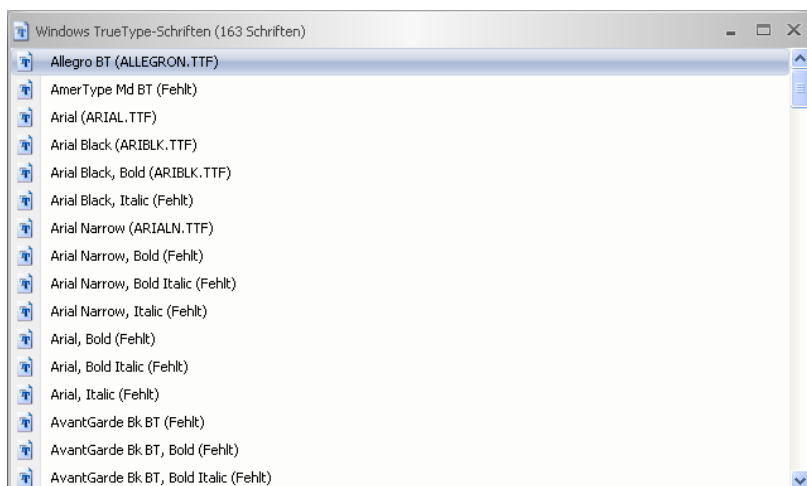 Windows TrueType-Schriften (163 Schriften)
Allegro BT (ALLEGRON.TTF)
AmerType Md BT (Fehlt)
Arial (ARIAL.TTF)
Arial Black (ARIBLK.TTF)
Arial Black, Bold (ARIBLK.TTF)
Arial Black, Italic (Fehlt)
Arial Narrow (ARIALN.TTF)
Arial Narrow, Bold (Fehlt)
Arial Narrow, Bold Italic (Fehlt)
Arial Narrow, Italic (Fehlt)
Arial, Bold (Fehlt)
Arial, Bold Italic (Fehlt)
Arial, Italic (Fehlt)
AvantGarde Bk BT (Fehlt)
AvantGarde Bk BT, Bold (Fehlt)
AvantGarde Bk BT, Bold Italic (Fehlt)